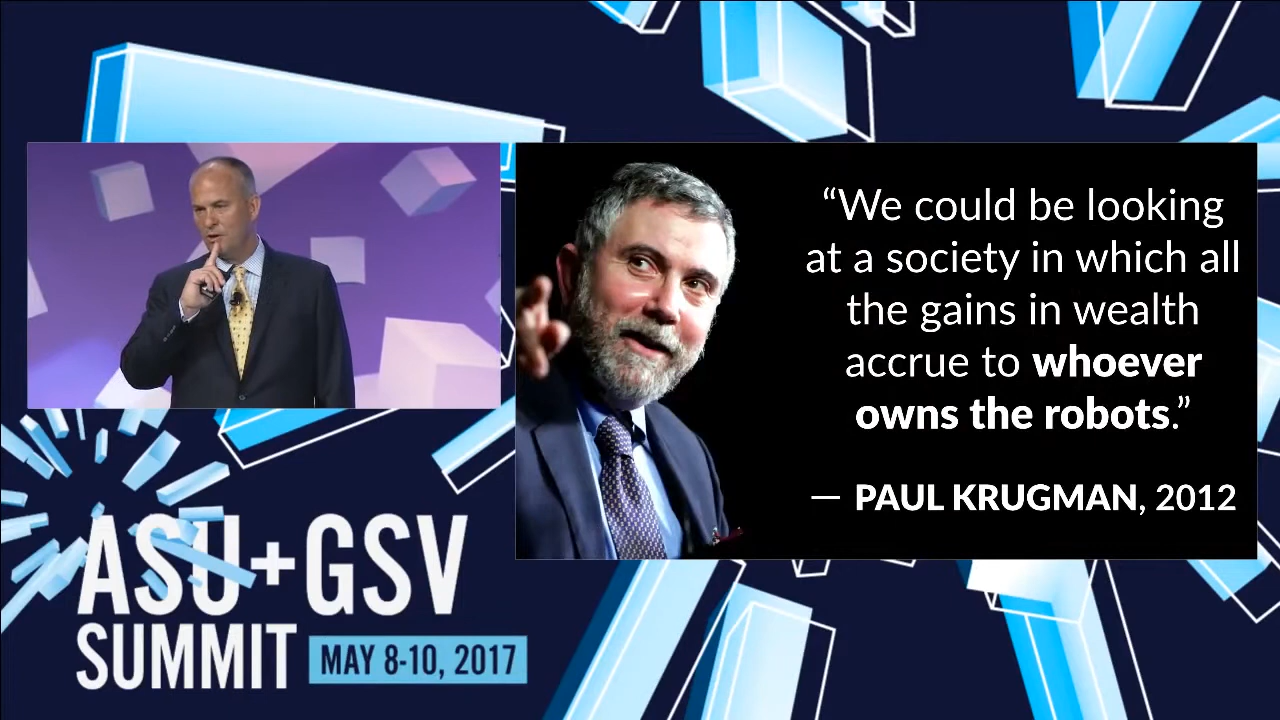 “We could be looking
at a society in which all
the gains in wealth
accrue to whoever
owns the robots.”
— PAUL KRUGMAN, 2012
ASU+GSV
SUMMIT
MAY 8-10, 2017